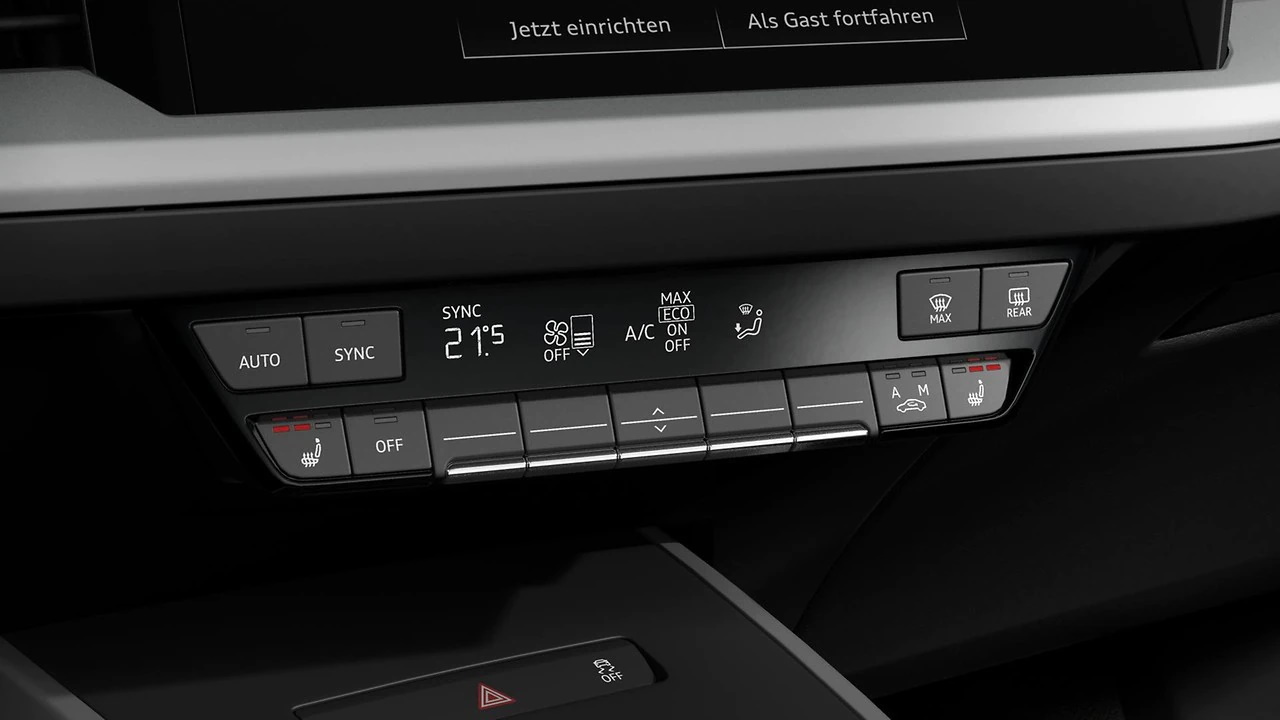 Jetzt einrichten
Als Gast fortfahren
AUTO
SYNC
SYNC
21.5
OFF
A/C
MAX
ECO
ON
OFF
MAX
REAR
OFF
A M
OFF